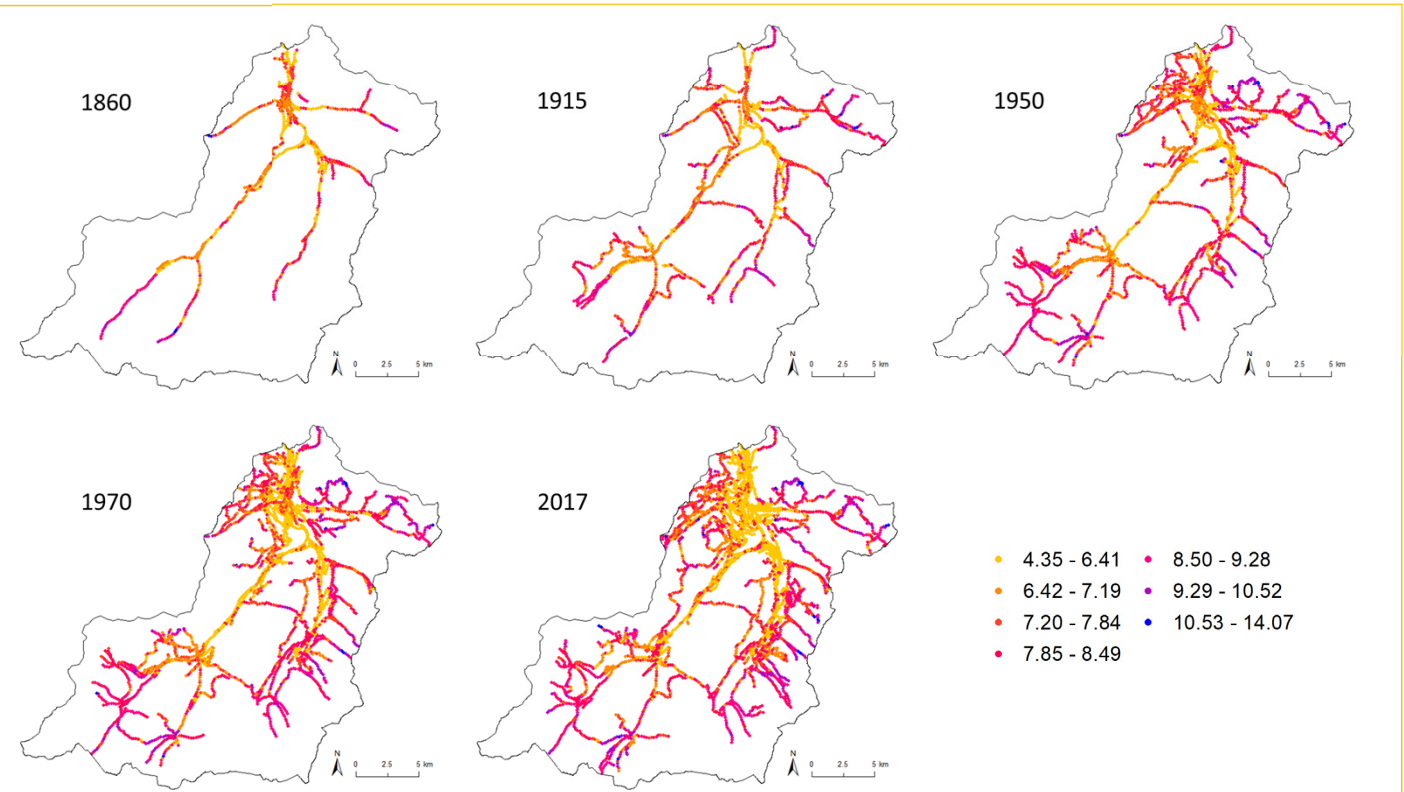 1860
1915
1950
N
0 2.5 5 km
N
0 2.5 5 km
N
0 2.5 5 km
1970
2017
4.35 - 6.41
6.42 - 7.19
7.20 - 7.84
7.85 - 8.49
8.50 - 9.28
9.29 - 10.52
10.53 - 14.07
N
0 2.5 5 km
N
0 2.5 5 km